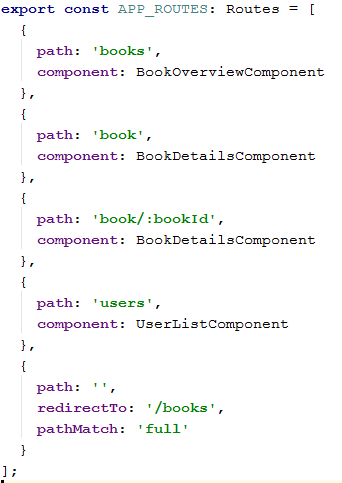 export const APP_ROUTES: Routes = [
  {
    path: 'books',
    component: BookOverviewComponent
  },
  {
    path: 'book',
    component: BookDetailsComponent
  },
  {
    path: 'book/:bookId',
    component: BookDetailsComponent
  },
  {
    path: 'users',
    component: UserListComponent
  },
  {
    path: '',
    redirectTo: '/books',
    pathMatch: 'full'
  }
];